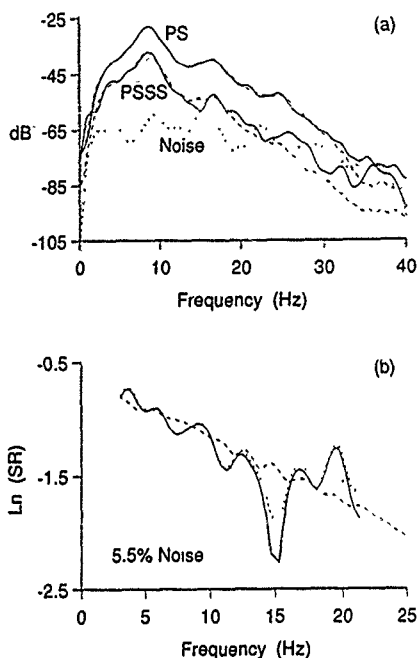 (a)
-25
-45
-65
-85
-105
dB
PS
PSSS
Noise
0 10 20 30 40
Frequency (Hz)
(b)
-0.5
-1.5
-2.5
Ln (SR)
5.5% Noise
0 5 10 15 20 25
Frequency (Hz)